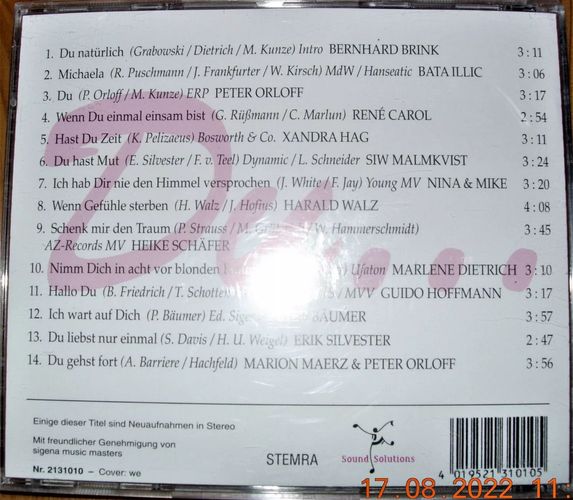 1. Du natürlich (Grabowski / Dietrich / M. Kunze) Intro BERNHARD BRINK 3 : 11
2. Michaela (R. Puschmann / J. Frankfurter / W. Kirsch) MdW / Hanseatic BATA ILLIC 3 : 06
3. Du (P. Orloff / M. Kunze) ERP PETER ORLOFF 3 : 17
4. Wenn Du einmal einsam bist (G. Rüßmann / C. Marlun) RENÉ CAROL 2 : 54
5. Hast Du Zeit (K. Pelizaeus) Bosworth & Co. XANDRA HAG 3 : 11
6. Du hast Mut (E. Silvester / F. v. Teel) Dynamic / L. Schneider SIW MALMKVIST 3 : 24
7. Ich hab Dir nie den Himmel versprochen (J. White / F. Jay) Young MV NINA & MIKE 3 : 20
8. Wenn Gefühle sterben (H. Walz / J. Hofius) HARALD WALZ 4 : 08
9. Schenk mir den Traum (P. Strauss / M. /W. Hammerschmidt) 3 : 45
AZ-Records MV HEIKE SCHÄFER
10. Nimm Dich in acht vor blonden Ufaton MARLENE DIETRICH 3 : 10
11. Hallo Du (B. Friedrich / T. Schotten / MVV GUIDO HOFFMANN 3 : 17
12. Ich wart auf Dich (P. Bäumer) Ed. BÄUMER 3 : 57
13. Du liebst nur einmal (S. Davis / H. U. Weigel) ERIK SILVESTER 2 : 47
14. Du gehst fort (A. Barriere / Hachfeld) MARION MAERZ & PETER ORLOFF 3 : 56
Du...
Einige dieser Titel sind Neuaufnahmen in Stereo
Mit freundlicher Genehmigung von
sigena music masters
Nr. 2131010 – Cover: we
STEMRA
Sound Solutions
4 019521 310105
17 08 2022 11